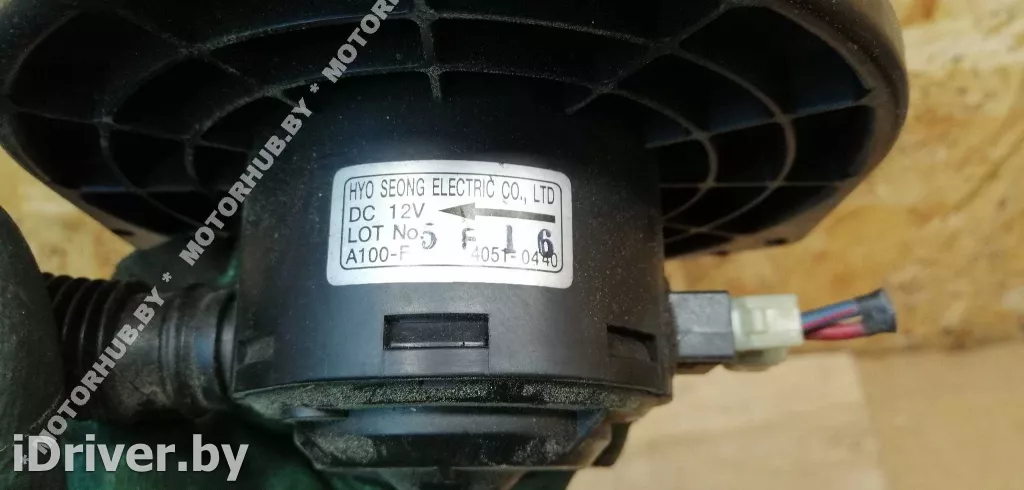 MOTORHUB.BY * MOTORHUB.BY * MOTORHUB.BY
HYO SEONG ELECTRIC CO., LTD
DC 12V
LOT No. 5 F 1 6
A100-F 4051-0440
iDriver.by